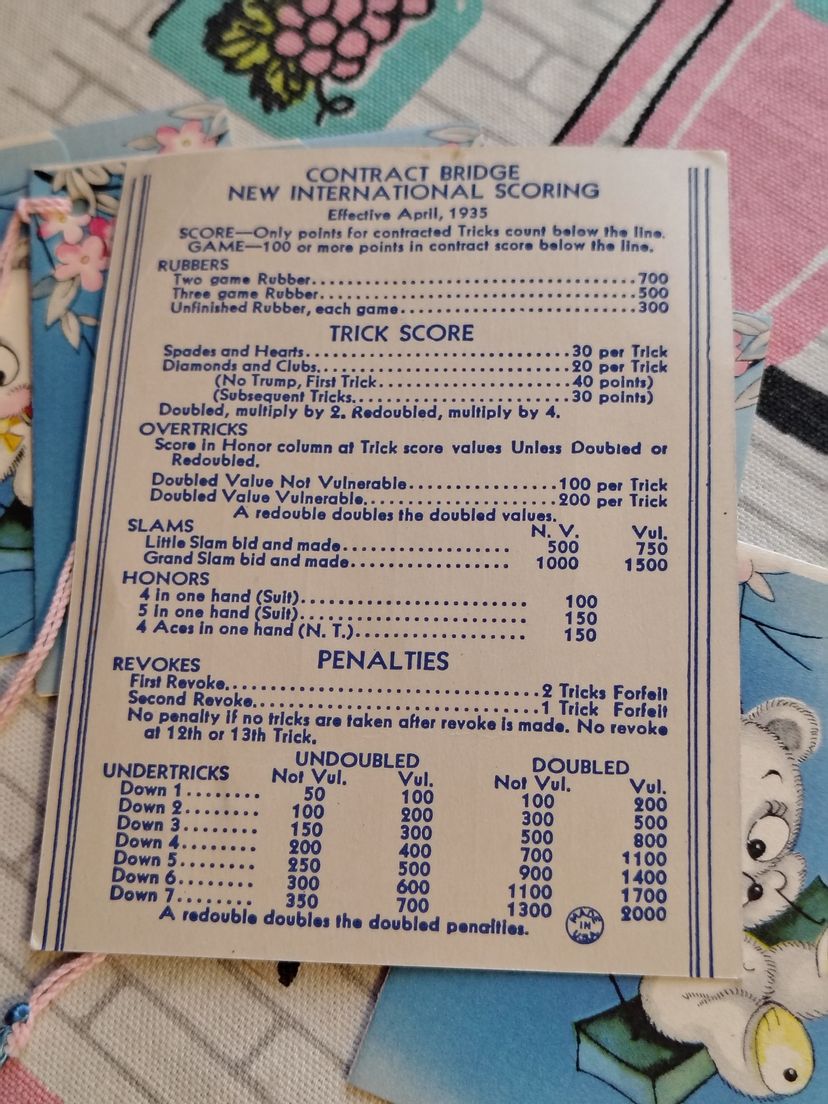 CONTRACT BRIDGE
NEW INTERNATIONAL SCORING
Effective April, 1935
SCORE—Only points for contracted Tricks count below the line.
GAME—100 or more points in contract score below the line.
RUBBERS
Two game Rubber........................................700
Three game Rubber........................................500
Unfinished Rubber, each game..............................300
TRICK SCORE
Spades and Hearts..............................30 per Trick
Diamonds and Clubs..............................20 per Trick
(No Trump, First Trick......................40 points)
(Subsequent Tricks..........................30 points)
Doubled, multiply by 2. Redoubled, multiply by 4.
OVERTRICKS
Score in Honor column at Trick score values Unless Doubled or
Redoubled.
Doubled Value Not Vulnerable................100 per Trick
Doubled Value Vulnerable......................200 per Trick
A redouble doubles the doubled values.
SLAMS N. V. Vul.
Little Slam bid and made.................... 500 750
Grand Slam bid and made.................... 1000 1500
HONORS
4 in one hand (Suit)........................... 100
5 in one hand (Suit)........................... 150
4 Aces in one hand (N. T.).................... 150
PENALTIES
REVOKES
First Revoke....................................2 Tricks Forfeit
Second Revoke.................................1 Trick Forfeit
No penalty if no tricks are taken after revoke is made. No revoke
at 12th or 13th Trick.
UNDOUBLED DOUBLED
UNDERTRICKS Not Vul. Vul. Not Vul. Vul.
Down 1........ 50 100 100 200
Down 2........ 100 200 300 500
Down 3........ 150 300 500 800
Down 4........ 200 400 700 1100
Down 5........ 250 500 900 1400
Down 6........ 300 600 1100 1700
Down 7........ 350 700 1300 2000
A redouble doubles the doubled penalties.
MADE
IN
U.S.A.